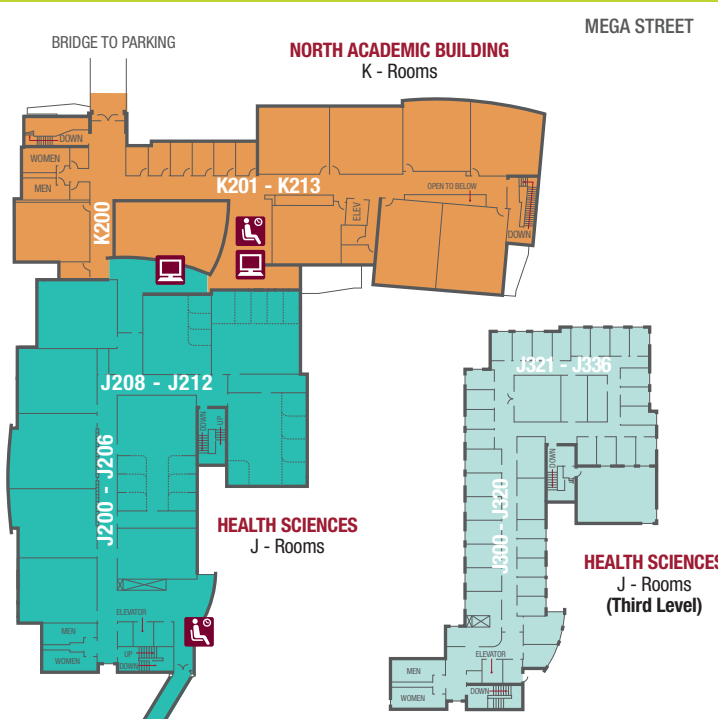 MEGA STREET
BRIDGE TO PARKING
NORTH ACADEMIC BUILDING
K - Rooms
DOWN
WOMEN
MEN
K200
K201 - K213
OPEN TO BELOW
ELEV
DOWN
J208 - J212
DOWN
UP
J200 - J206
HEALTH SCIENCES
J - Rooms
ELEVATOR
MEN
WOMEN
UP
DOWN
J321 - J336
DOWN
J300 - J320
HEALTH SCIENCES
J - Rooms
(Third Level)
ELEVATOR
MEN
WOMEN
DOWN